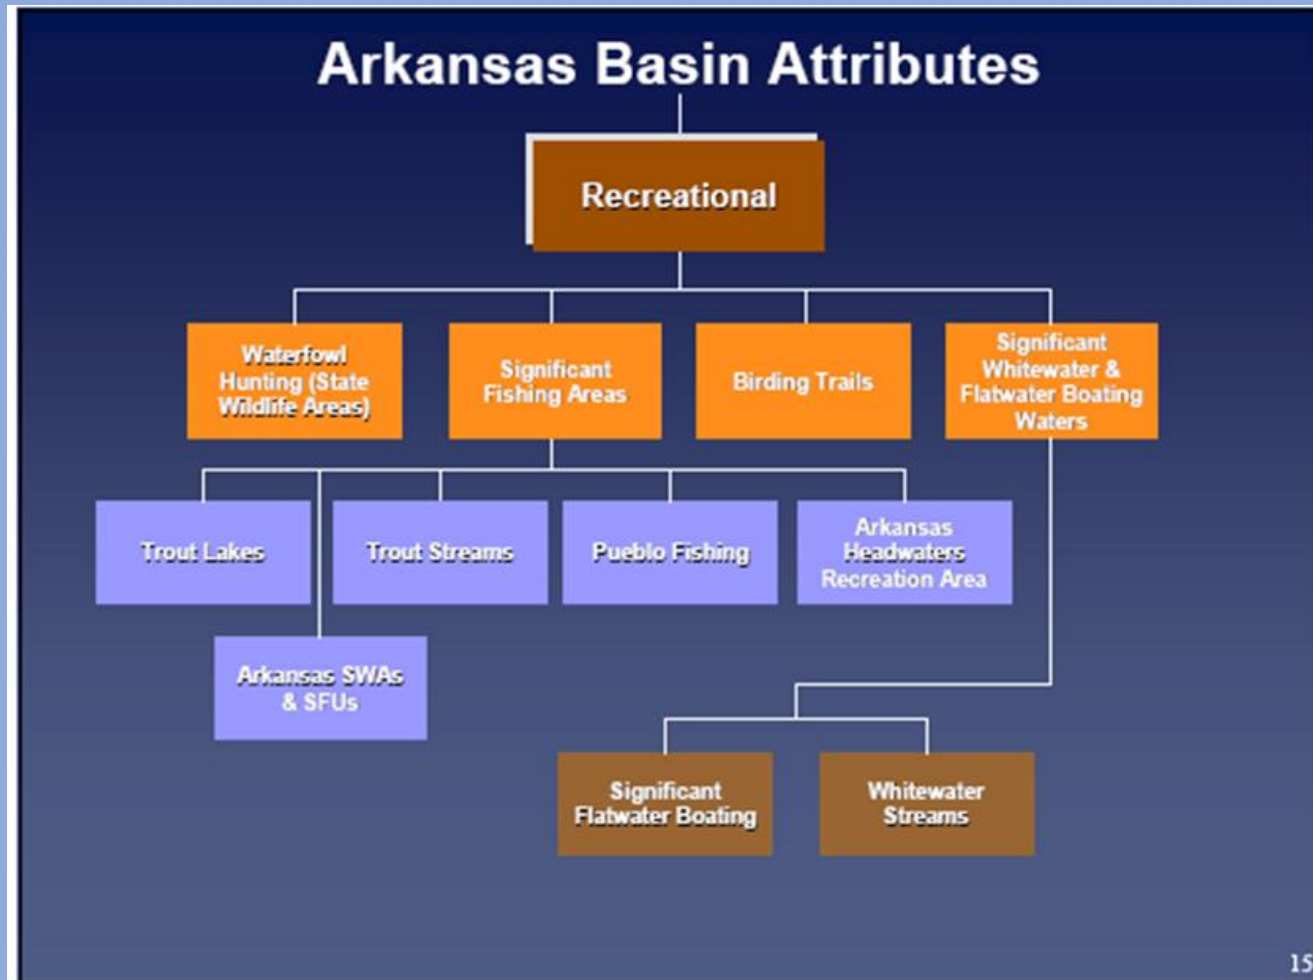 Arkansas Basin Attributes
Recreational
Waterfowl
Hunting (State
Wildlife Areas)
Significant
Fishing Areas
Birding Trails
Significant
Whitewater &
Flatwater Boating
Waters
Trout Lakes
Trout Streams
Pueblo Fishing
Arkansas
Headwaters
Recreation Area
Arkansas SWAs
& SFUs
Significant
Flatwater Boating
Whitewater
Streams
15